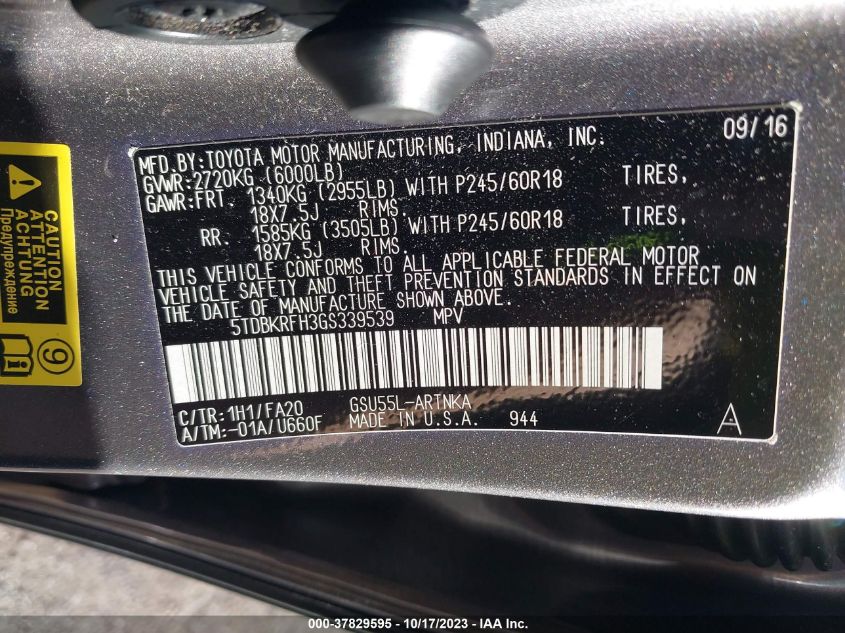 MFD.BY:TOYOTA MOTOR MANUFACTURING, INDIANA, INC. 09/16
GVWR:2720KG (6000LB)
GAWR:FRT. 1340KG (2955LB) WITH P245/60R18 TIRES,
18X7.5J RIMS.
RR. 1585KG (3505LB) WITH P245/60R18 TIRES,
18X7.5J RIMS.
THIS VEHICLE CONFORMS TO ALL APPLICABLE FEDERAL MOTOR
VEHICLE SAFETY AND THEFT PREVENTION STANDARDS IN EFFECT ON
THE DATE OF MANUFACTURE SHOWN ABOVE.
5TDBKRFH3GS339539 MPV
C/TR:1H1/FA20 GSU55L-ARTNKA
A/TM:-01A/U660F MADE IN U.S.A. 944 A
CAUTION
ATTENTION
ACHTUNG
Предупреждение
9
000-37829595 - 10/17/2023 - IAA Inc.